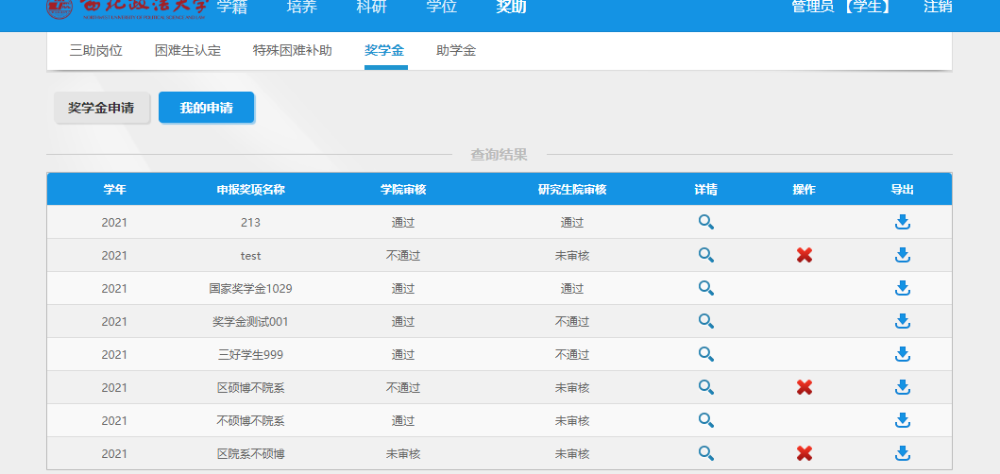 西北政法大学 学籍 培养 科研 学位 奖助 管理员 【学生】 注销
三助岗位 困难生认定 特殊困难补助 奖学金 助学金
奖学金申请 我的申请
查询结果
学年 申报奖项名称 学院审核 研究生院审核 详情 操作 导出
2021 213 通过 通过
2021 test 不通过 未审核
2021 国家奖学金1029 通过 通过
2021 奖学金测试001 通过 不通过
2021 三好学生999 通过 不通过
2021 区硕博不院系 不通过 未审核
2021 不硕博不院系 通过 未审核
2021 区院系不硕博 未审核 未审核